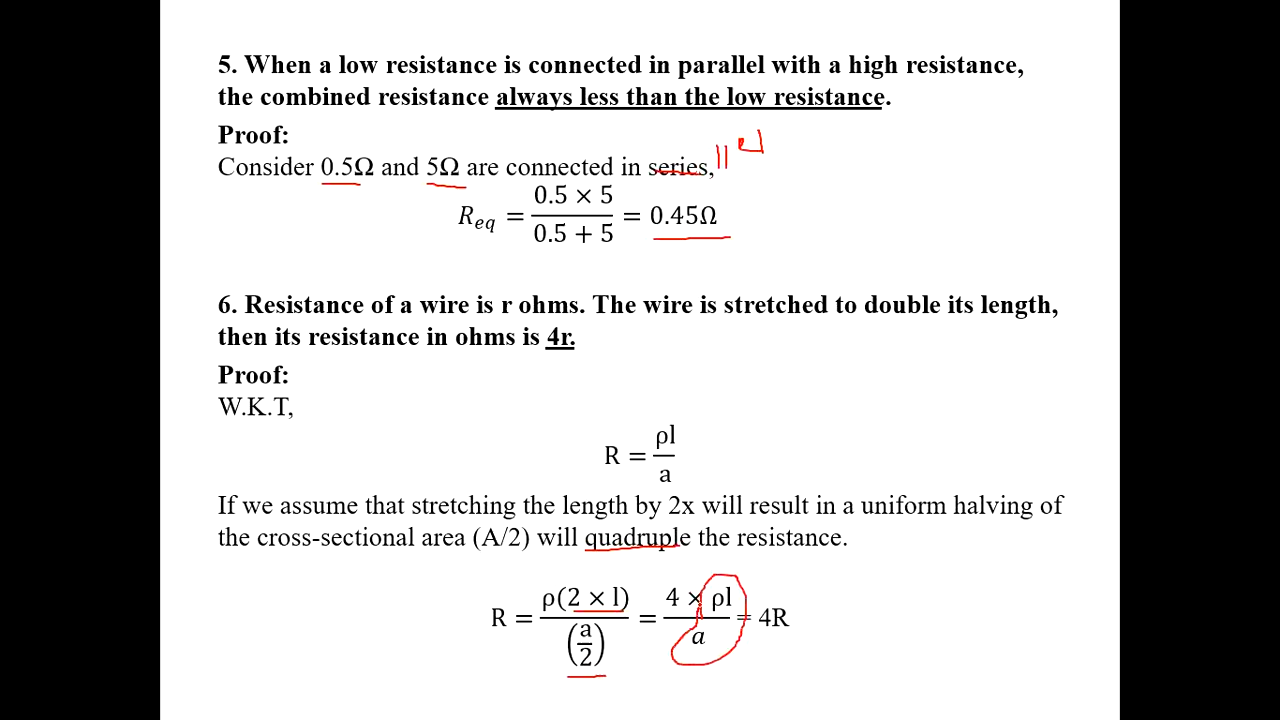 5. When a low resistance is connected in parallel with a high resistance,
the combined resistance always less than the low resistance.
Proof:
Consider 0.5Ω and 5Ω are connected in series, ||el
R_eq = (0.5 × 5)/(0.5 + 5) = 0.45Ω
6. Resistance of a wire is r ohms. The wire is stretched to double its length,
then its resistance in ohms is 4r.
Proof:
W.K.T,
R = ρl/a
If we assume that stretching the length by 2x will result in a uniform halving of
the cross-sectional area (A/2) will quadruple the resistance.
R = ρ(2 × l)/(a/2) = (4 × ρl)/a = 4R